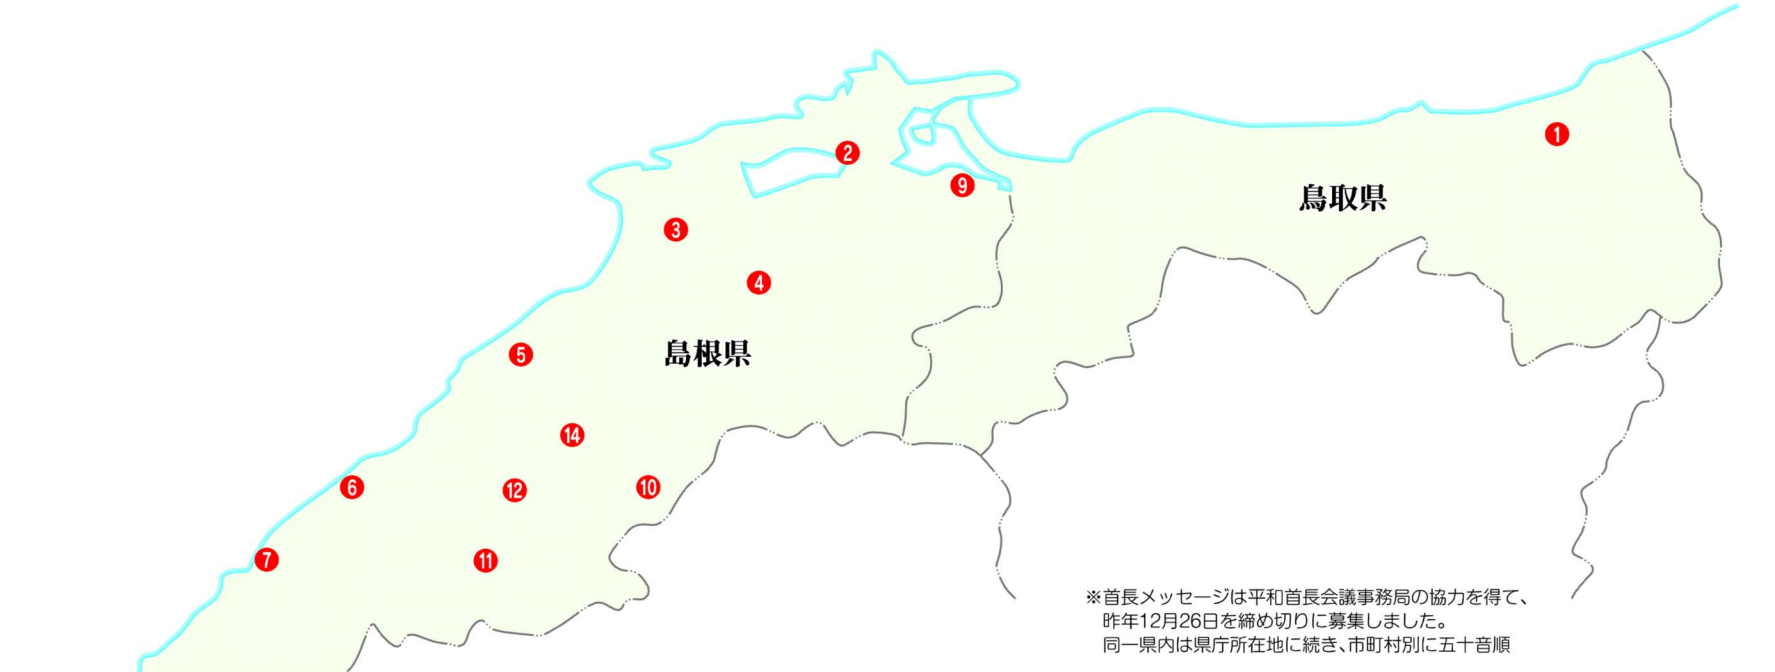 1
2
鳥取県
9
3
4
5
島根県
14
6
12
10
7
11
※首長メッセージは平和首長会議事務局の協力を得て、
昨年12月26日を締め切りに募集しました。
同一県内は県庁所在地に続き、市町村別に五十音順